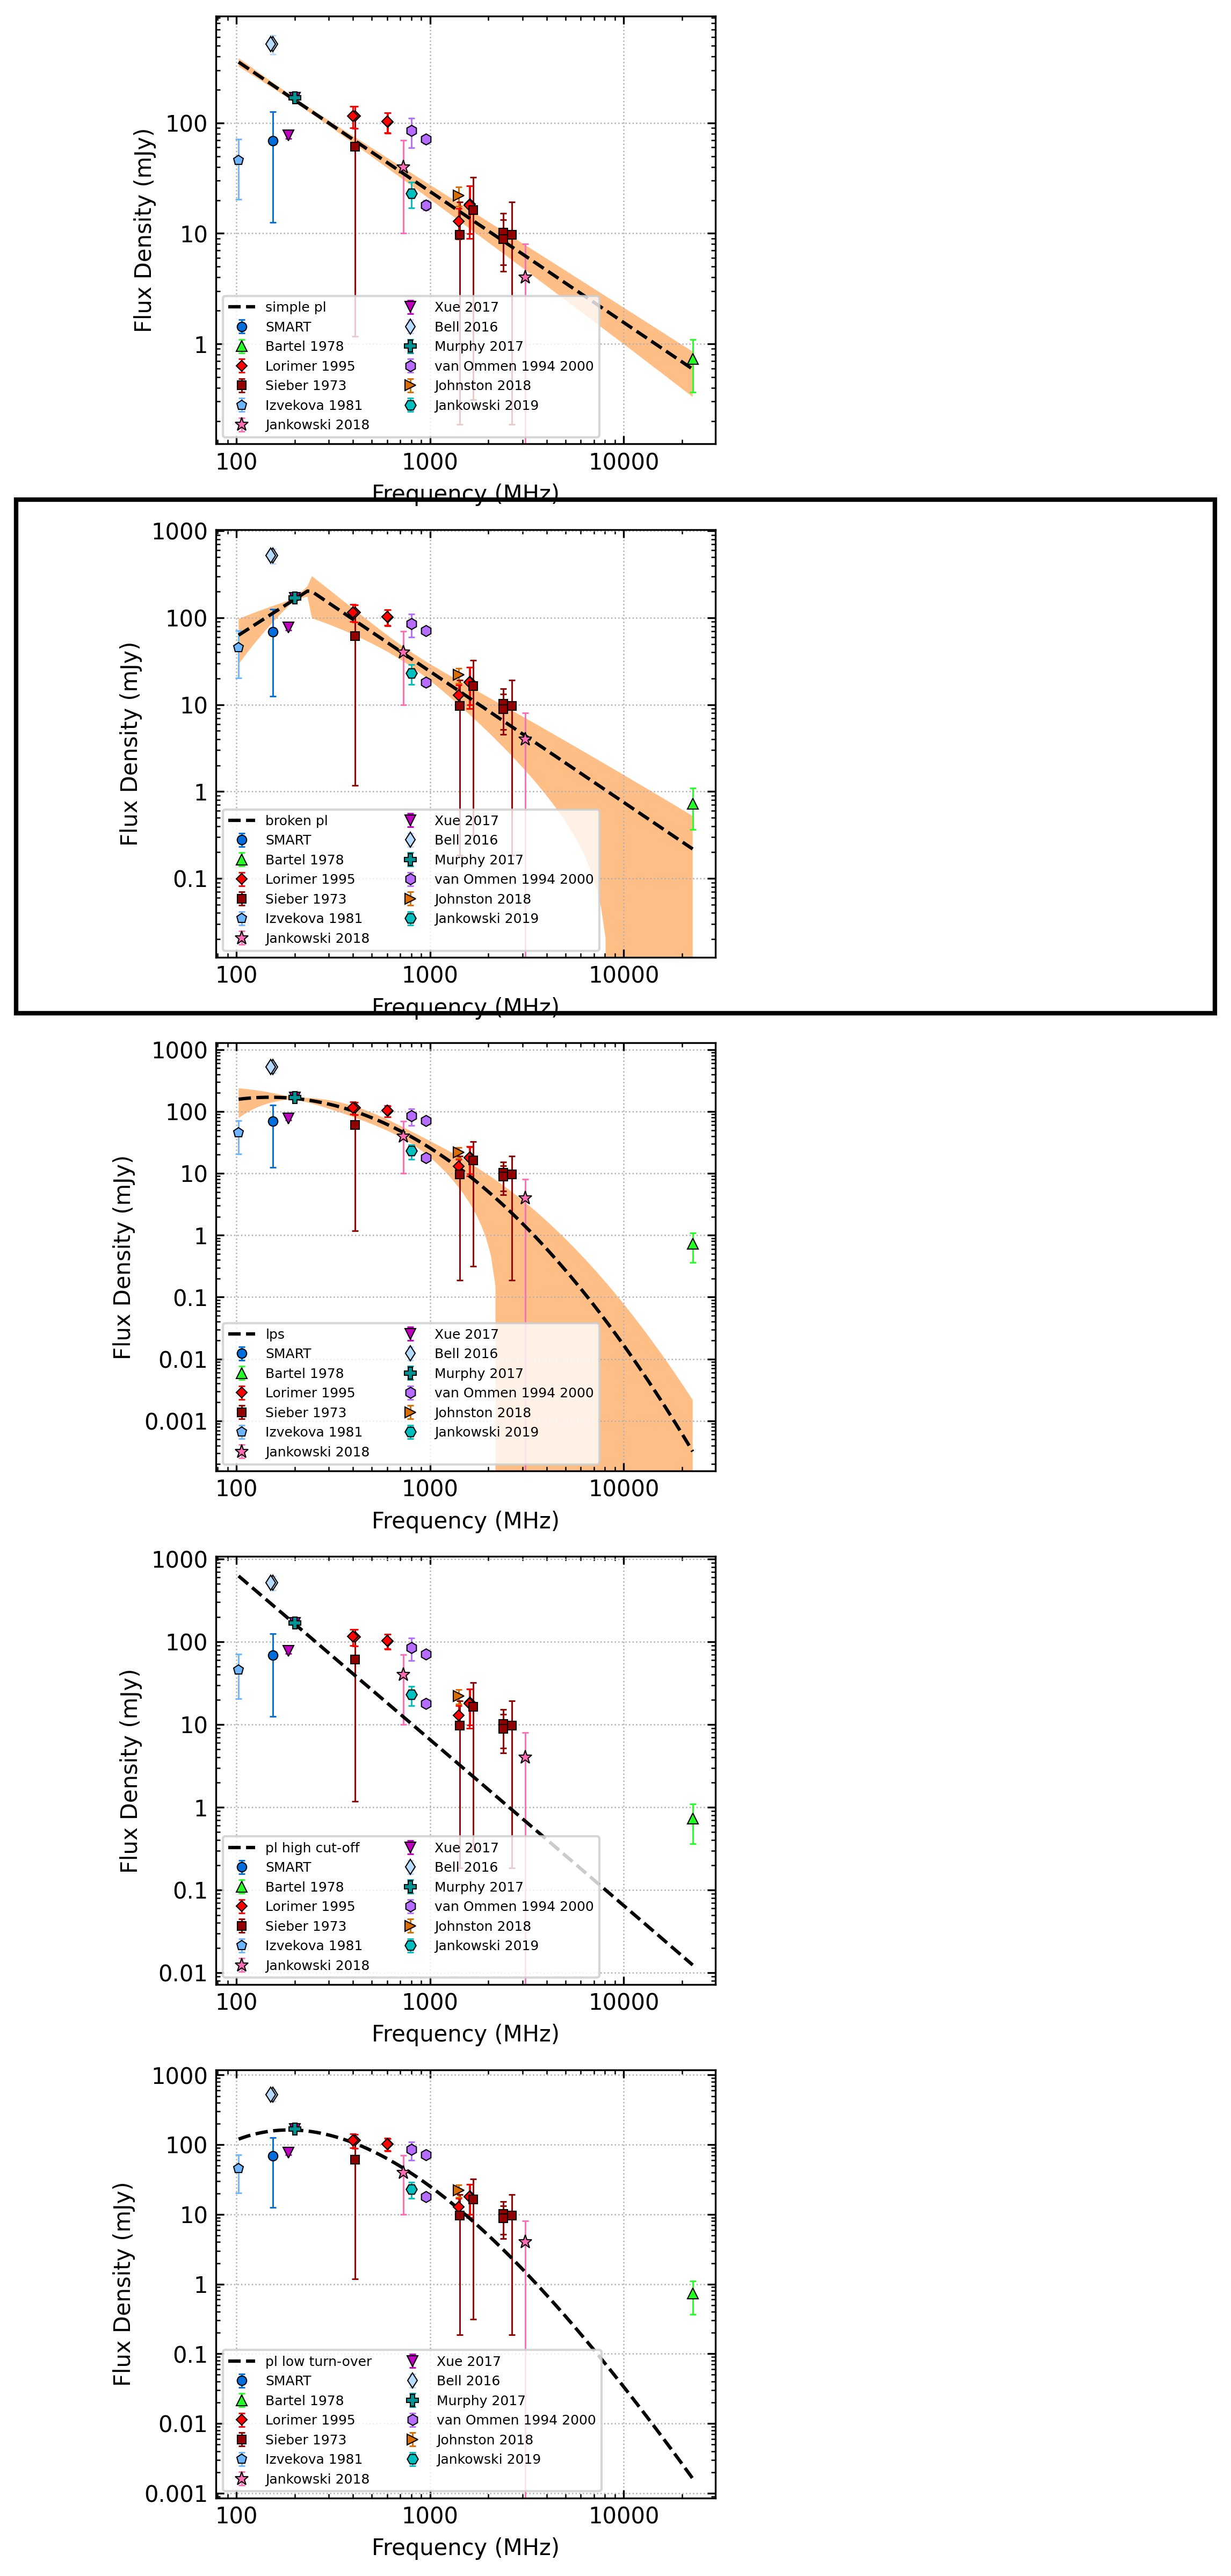 100
10
1
Flux Density (mJy)
simple pl
SMART
Bartel 1978
Lorimer 1995
Sieber 1973
Izvekova 1981
Jankowski 2018
Xue 2017
Bell 2016
Murphy 2017
van Ommen 1994 2000
Johnston 2018
Jankowski 2019
100 1000 10000
Frequency (MHz)
1000
100
10
1
0.1
Flux Density (mJy)
broken pl
SMART
Bartel 1978
Lorimer 1995
Sieber 1973
Izvekova 1981
Jankowski 2018
Xue 2017
Bell 2016
Murphy 2017
van Ommen 1994 2000
Johnston 2018
Jankowski 2019
100 1000 10000
Frequency (MHz)
1000
100
10
1
0.1
0.01
0.001
Flux Density (mJy)
lps
SMART
Bartel 1978
Lorimer 1995
Sieber 1973
Izvekova 1981
Jankowski 2018
Xue 2017
Bell 2016
Murphy 2017
van Ommen 1994 2000
Johnston 2018
Jankowski 2019
100 1000 10000
Frequency (MHz)
1000
100
10
1
0.1
0.01
Flux Density (mJy)
pl high cut-off
SMART
Bartel 1978
Lorimer 1995
Sieber 1973
Izvekova 1981
Jankowski 2018
Xue 2017
Bell 2016
Murphy 2017
van Ommen 1994 2000
Johnston 2018
Jankowski 2019
100 1000 10000
Frequency (MHz)
1000
100
10
1
0.1
0.01
0.001
Flux Density (mJy)
pl low turn-over
SMART
Bartel 1978
Lorimer 1995
Sieber 1973
Izvekova 1981
Jankowski 2018
Xue 2017
Bell 2016
Murphy 2017
van Ommen 1994 2000
Johnston 2018
Jankowski 2019
100 1000 10000
Frequency (MHz)